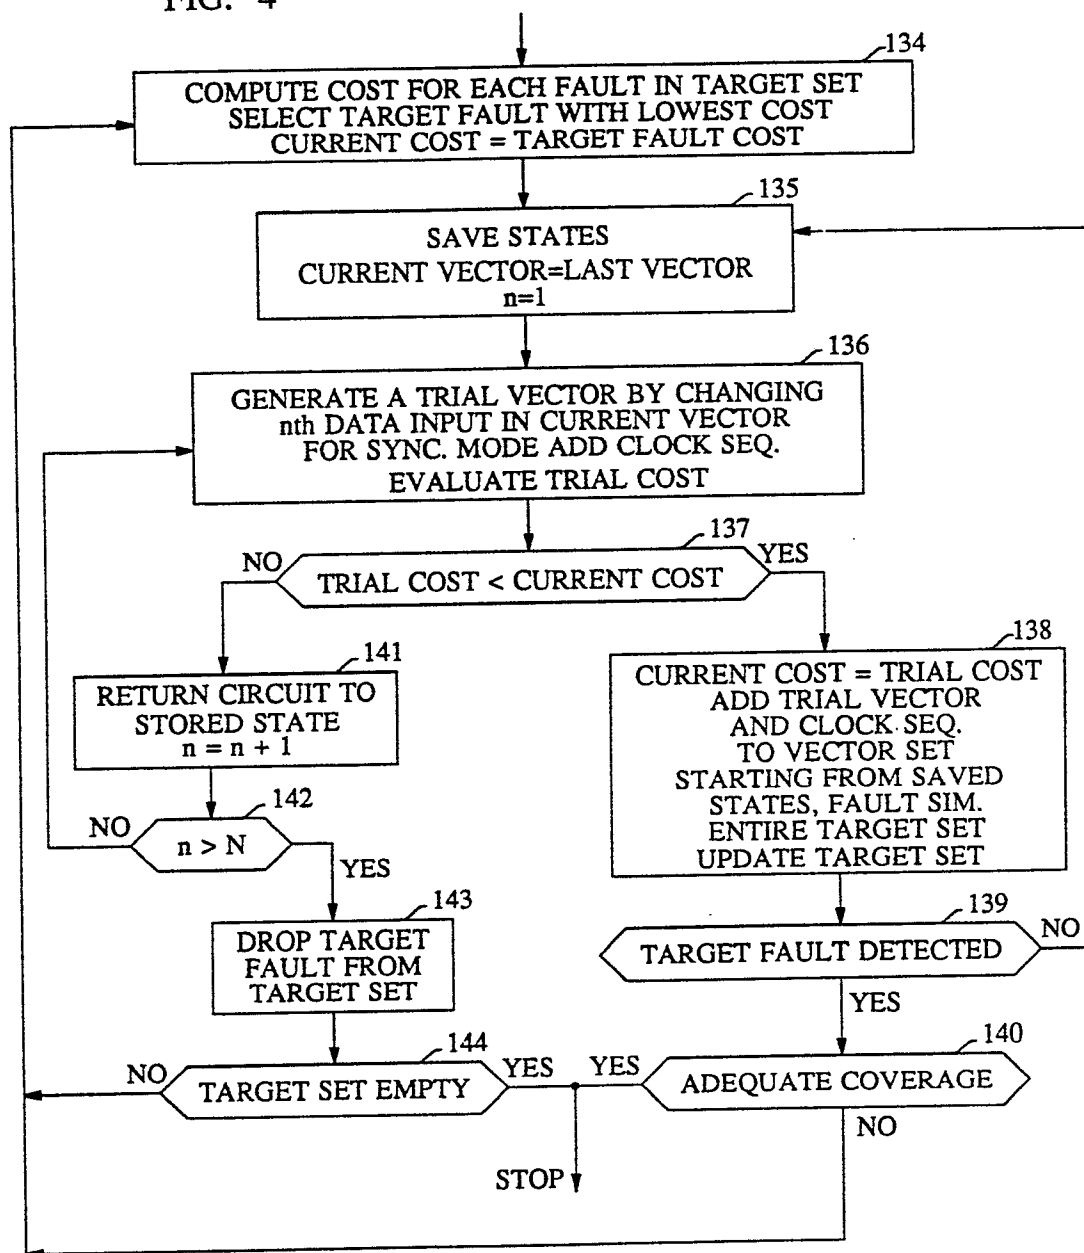 FIG. 4
134
COMPUTE COST FOR EACH FAULT IN TARGET SET
SELECT TARGET FAULT WITH LOWEST COST
CURRENT COST = TARGET FAULT COST
135
SAVE STATES
CURRENT VECTOR=LAST VECTOR
n=1
136
GENERATE A TRIAL VECTOR BY CHANGING
nth DATA INPUT IN CURRENT VECTOR
FOR SYNC. MODE ADD CLOCK SEQ.
EVALUATE TRIAL COST
137
NO
TRIAL COST < CURRENT COST
YES
138
CURRENT COST = TRIAL COST
ADD TRIAL VECTOR
AND CLOCK SEQ.
TO VECTOR SET
STARTING FROM SAVED
STATES, FAULT SIM.
ENTIRE TARGET SET
UPDATE TARGET SET
141
RETURN CIRCUIT TO
STORED STATE
n = n + 1
142
NO
n > N
YES
143
DROP TARGET
FAULT FROM
TARGET SET
139
TARGET FAULT DETECTED
NO
YES
144
NO
TARGET SET EMPTY
YES
140
YES
ADEQUATE COVERAGE
NO
STOP